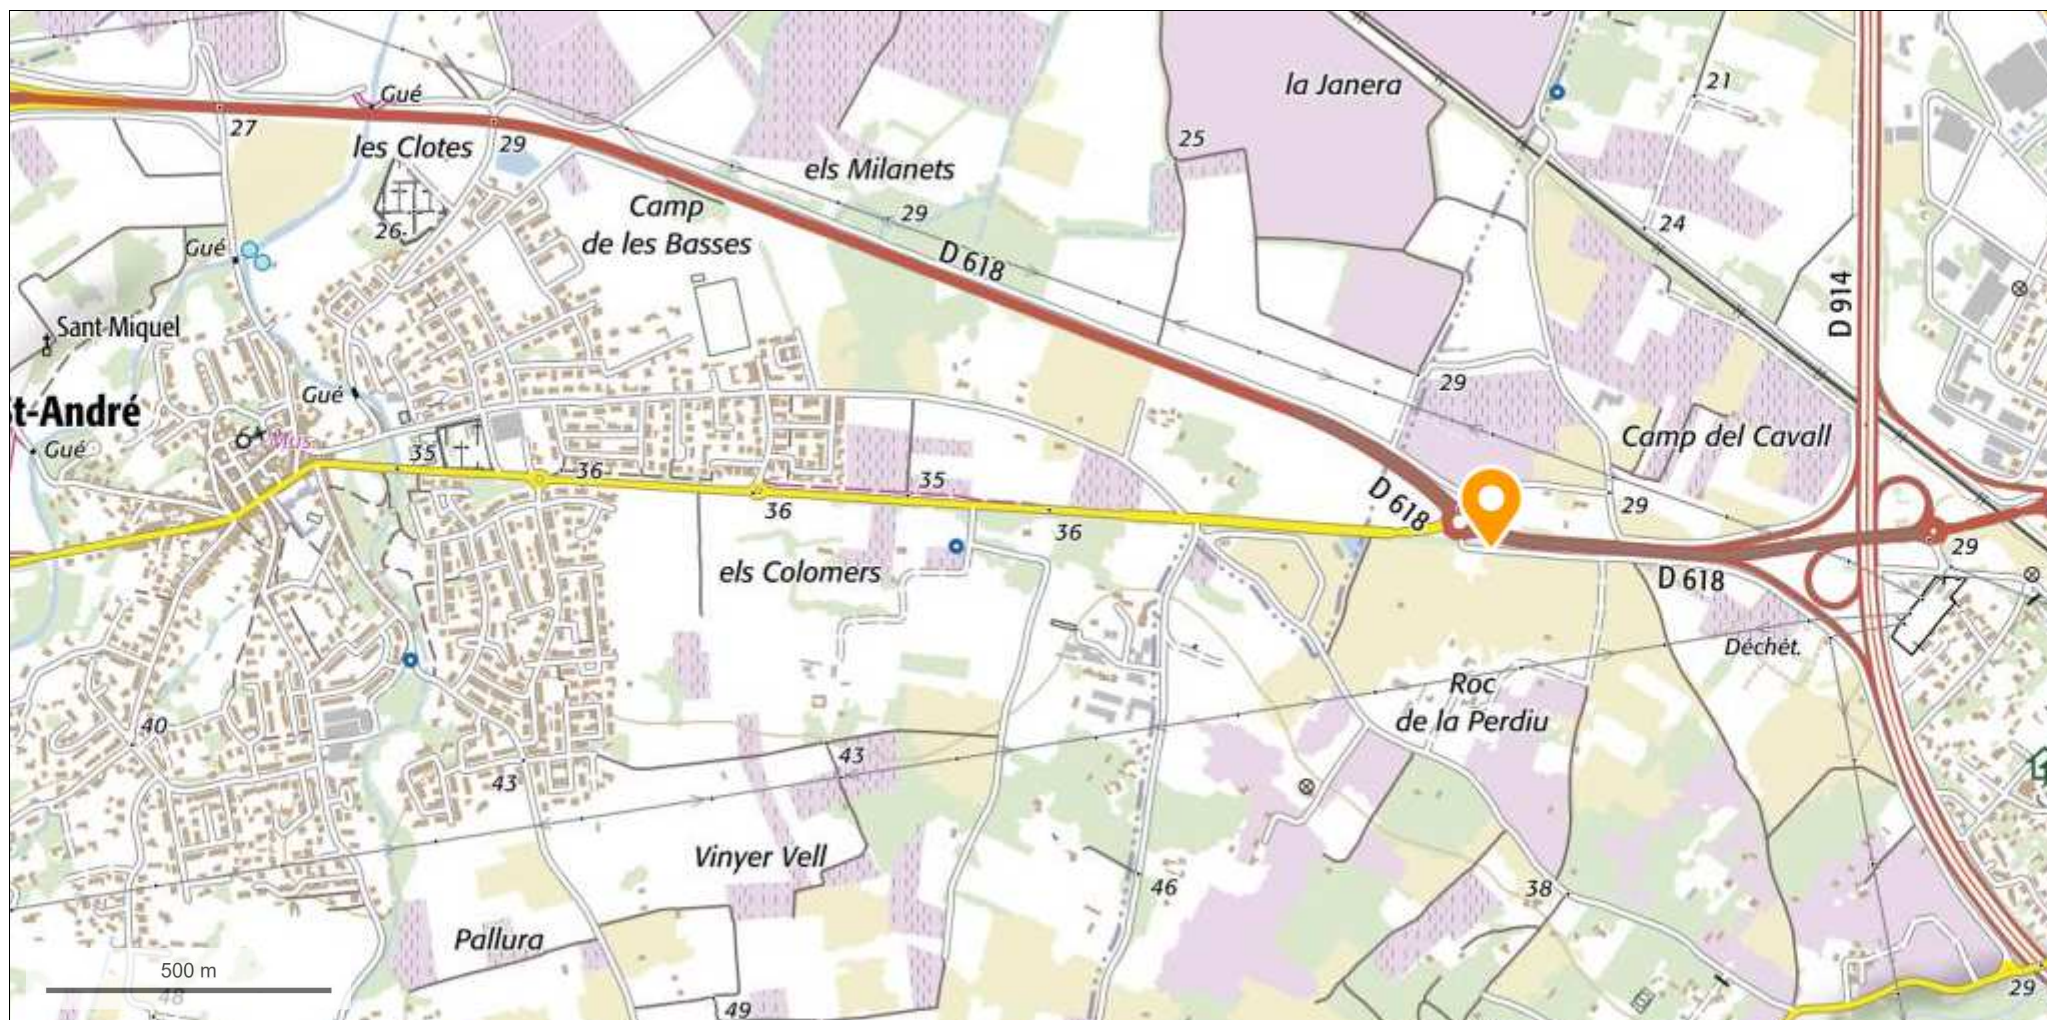 la Janera
21
Gué
27
29
les Clotes
25
els Milanets
Camp
de les Basses
29
24
26
Gué
D 618
D 914
Sant-Miquel
Gué
29
t-André
Mus
Gué
Camp del Cavall
35
36
35
36
36
D 618
29
29
els Colomers
D 618
Déchèt.
Roc
de la Perdiu
40
43
43
Vinyer Vell
46
38
Pallura
500 m
48
49
29